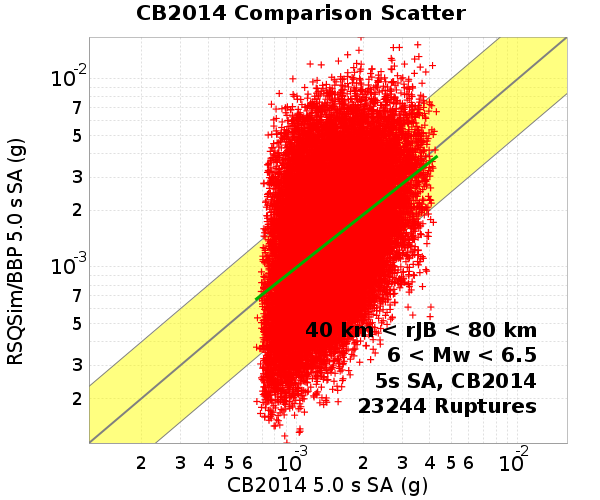 CB2014 Comparison Scatter
RSQSim/BBP 5.0 s SA (g)
10-2
7
5
3
2
10-3
7
5
3
2
40 km < rJB < 80 km
6 < Mw < 6.5
5s SA, CB2014
23244 Ruptures
2 3 4 5 6 10-3 2 3 4 5 6 10-2
CB2014 5.0 s SA (g)